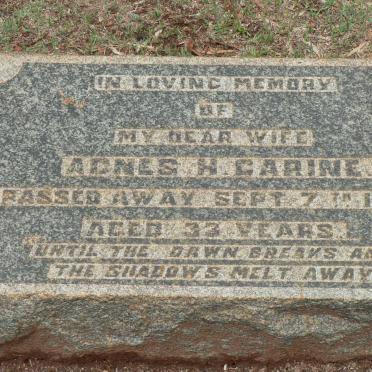 IN LOVING MEMORY
OF
MY DEAR WIFE
AGNES H. CARINE
PASSED AWAY SEPT. 7TH 1
AGED 33 YEARS.
UNTIL THE DAWN BREAKS A
THE SHADOWS MELT AWAY